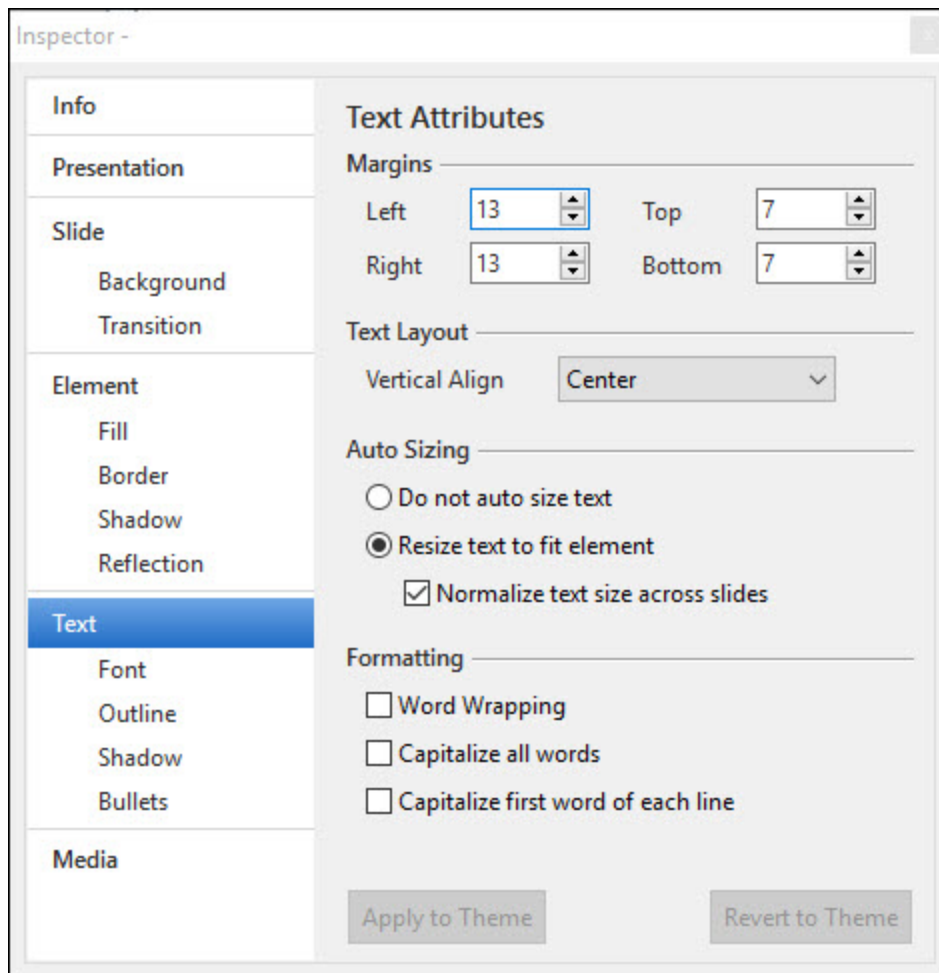 Inspector -
Info
Presentation
Slide
Background
Transition
Element
Fill
Border
Shadow
Reflection
Text
Font
Outline
Shadow
Bullets
Media
Text Attributes
Margins
Left 13 Top 7
Right 13 Bottom 7
Text Layout
Vertical Align Center
Auto Sizing
Do not auto size text
Resize text to fit element
Normalize text size across slides
Formatting
Word Wrapping
Capitalize all words
Capitalize first word of each line
Apply to Theme Revert to Theme